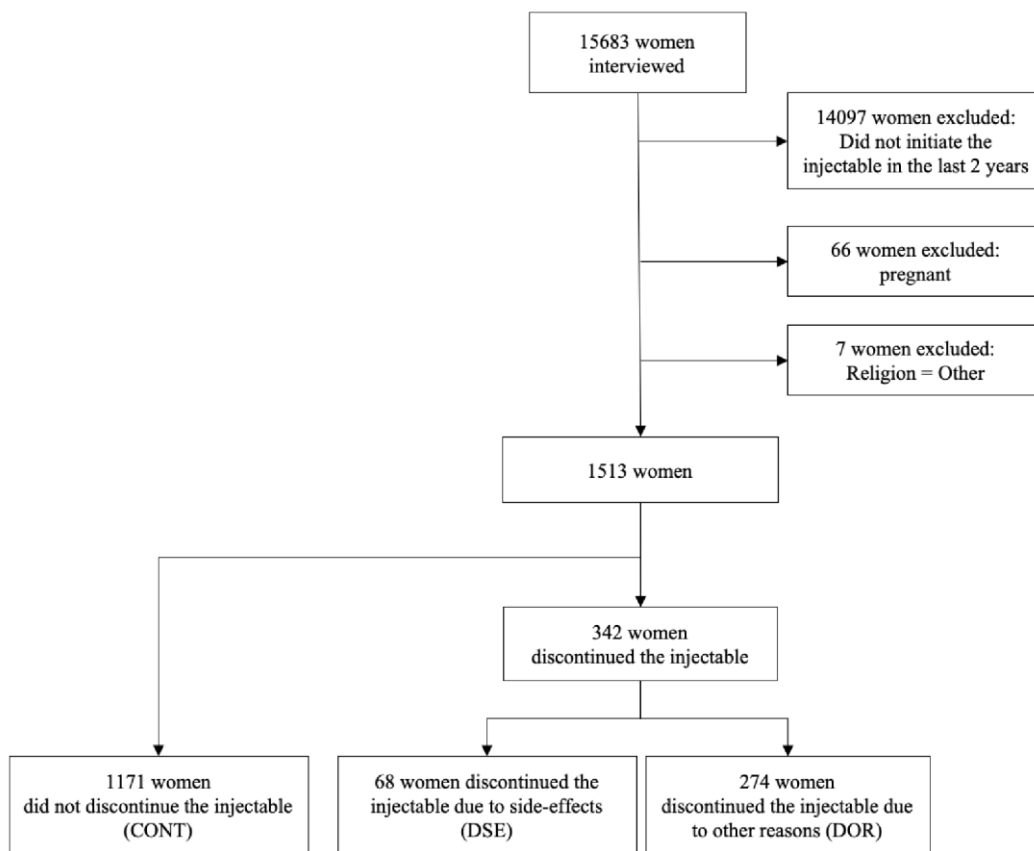 15683 women
interviewed
14097 women excluded:
Did not initiate the
injectable in the last 2 years
66 women excluded:
pregnant
7 women excluded:
Religion = Other
1513 women
342 women
discontinued the injectable
1171 women
did not discontinue the injectable
(CONT)
68 women discontinued the
injectable due to side-effects
(DSE)
274 women
discontinued the injectable due
to other reasons (DOR)